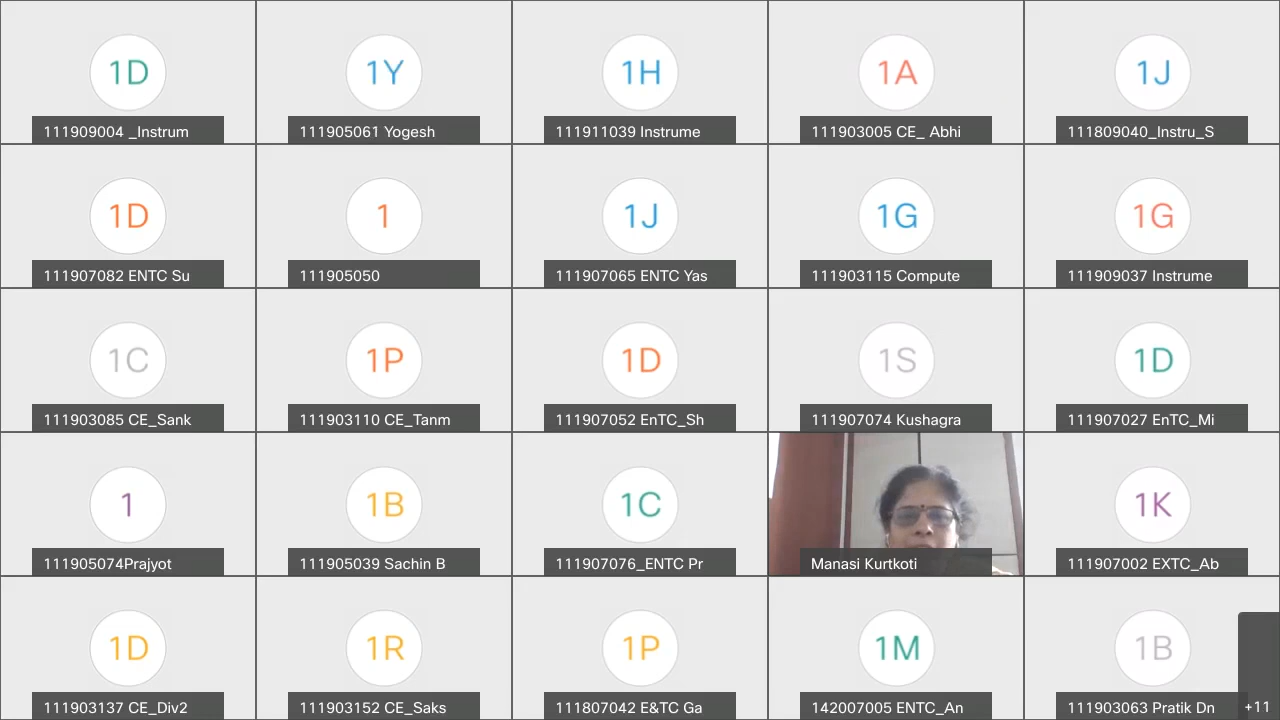 1D
111909004 _Instrum
1Y
111905061 Yogesh
1H
111911039 Instrume
1A
111903005 CE_ Abhi
1J
111809040_Instru_S
1D
111907082 ENTC Su
1
111905050
1J
111907065 ENTC Yas
1G
111903115 Compute
1G
111909037 Instrume
1C
111903085 CE_Sank
1P
111903110 CE_Tanm
1D
111907052 EnTC_Sh
1S
111907074 Kushagra
1D
111907027 EnTC_Mi
1
111905074Prajyot
1B
111905039 Sachin B
1C
111907076_ENTC Pr
Manasi Kurtkoti
1K
111907002 EXTC_Ab
1D
111903137 CE_Div2
1R
111903152 CE_Saks
1P
111807042 E&TC Ga
1M
142007005 ENTC_An
1B
111903063 Pratik Dn
+11